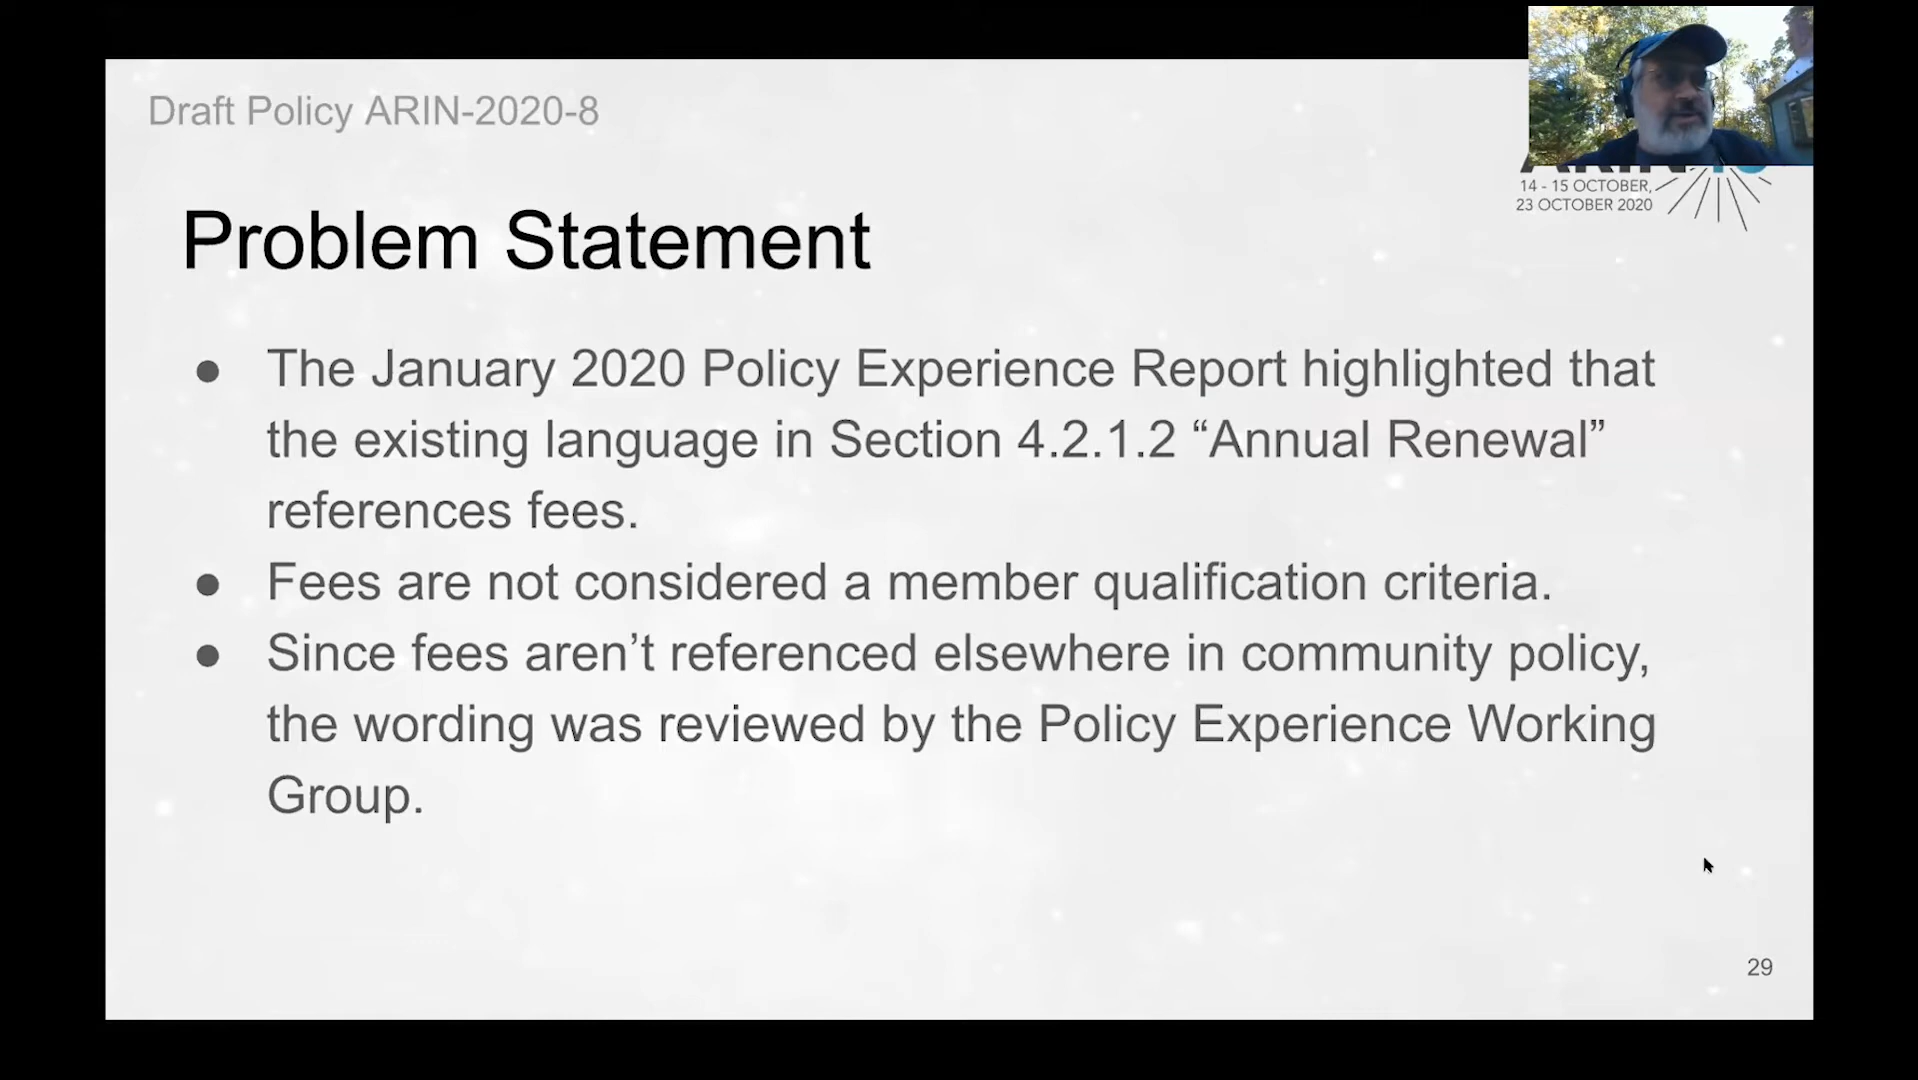 Draft Policy ARIN-2020-8
14 - 15 OCTOBER,
23 OCTOBER 2020
Problem Statement
● The January 2020 Policy Experience Report highlighted that
the existing language in Section 4.2.1.2 “Annual Renewal”
references fees.
● Fees are not considered a member qualification criteria.
● Since fees aren’t referenced elsewhere in community policy,
the wording was reviewed by the Policy Experience Working
Group.
29